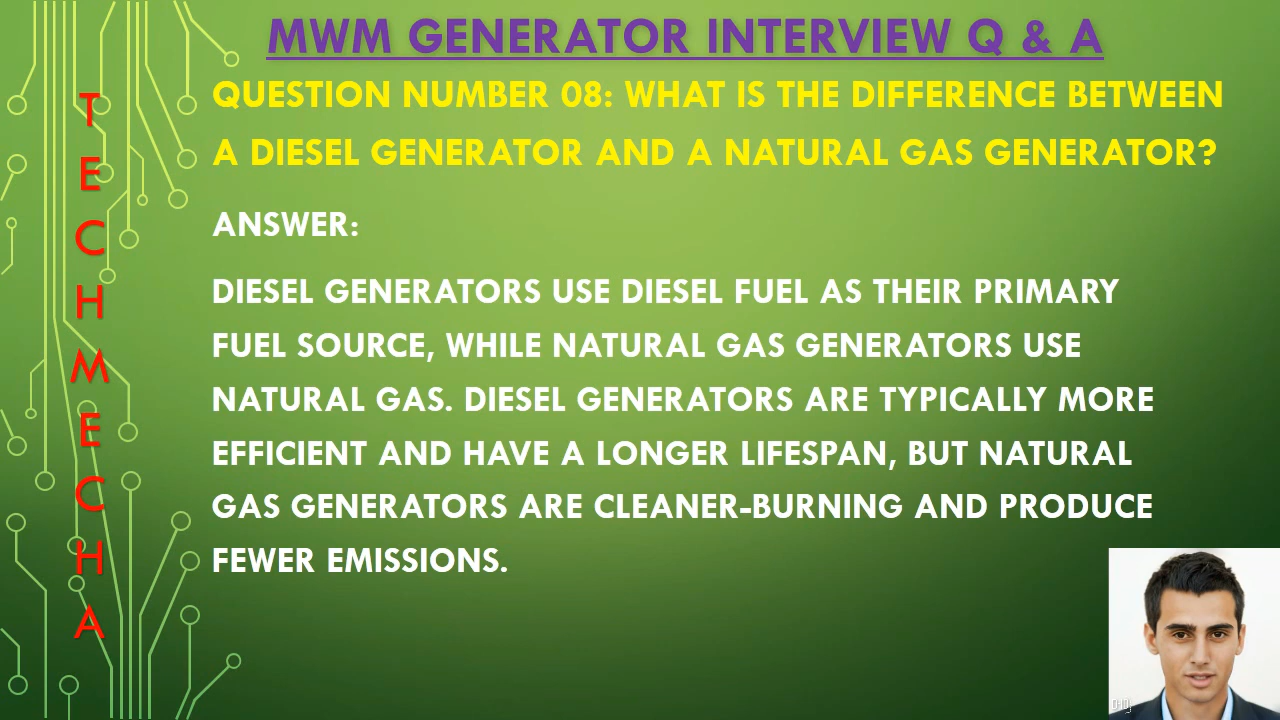 MWM GENERATOR INTERVIEW Q & A
QUESTION NUMBER 08: WHAT IS THE DIFFERENCE BETWEEN
A DIESEL GENERATOR AND A NATURAL GAS GENERATOR?
ANSWER:
DIESEL GENERATORS USE DIESEL FUEL AS THEIR PRIMARY
FUEL SOURCE, WHILE NATURAL GAS GENERATORS USE
NATURAL GAS. DIESEL GENERATORS ARE TYPICALLY MORE
EFFICIENT AND HAVE A LONGER LIFESPAN, BUT NATURAL
GAS GENERATORS ARE CLEANER-BURNING AND PRODUCE
FEWER EMISSIONS.
T
E
C
H
M
E
C
H
A